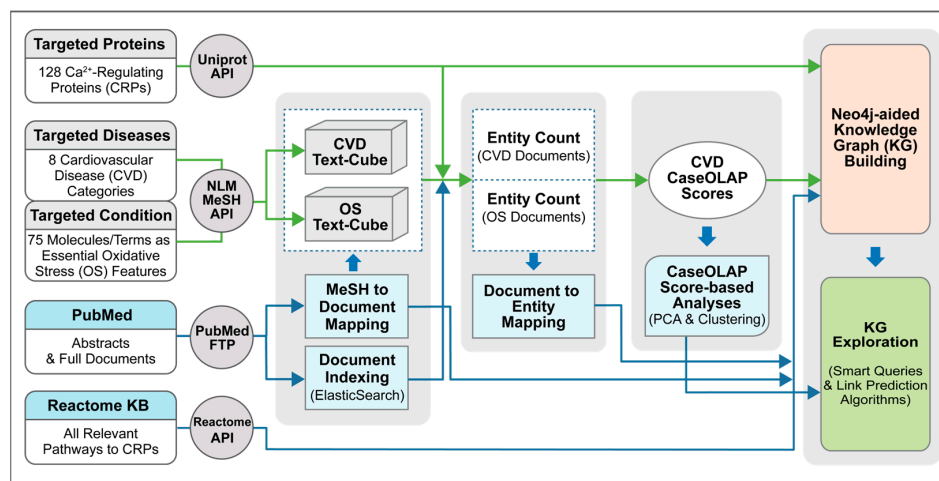 Targeted Proteins
128 Ca²⁺-Regulating
Proteins (CRPs)
Uniprot
API
Targeted Diseases
8 Cardiovascular
Disease (CVD)
Categories
Targeted Condition
75 Molecules/Terms as
Essential Oxidative
Stress (OS) Features
NLM
MeSH
API
PubMed
Abstracts
& Full Documents
PubMed
FTP
Reactome KB
All Relevant
Pathways to CRPs
Reactome
API
CVD
Text-Cube
OS
Text-Cube
MeSH to
Document
Mapping
Document
Indexing
(ElasticSearch)
Entity Count
(CVD Documents)
Entity Count
(OS Documents)
Document to
Entity
Mapping
CVD
CaseOLAP
Scores
CaseOLAP
Score-based
Analyses
(PCA & Clustering)
Neo4j-aided
Knowledge
Graph (KG)
Building
KG
Exploration
(Smart Queries
& Link Prediction
Algorithms)